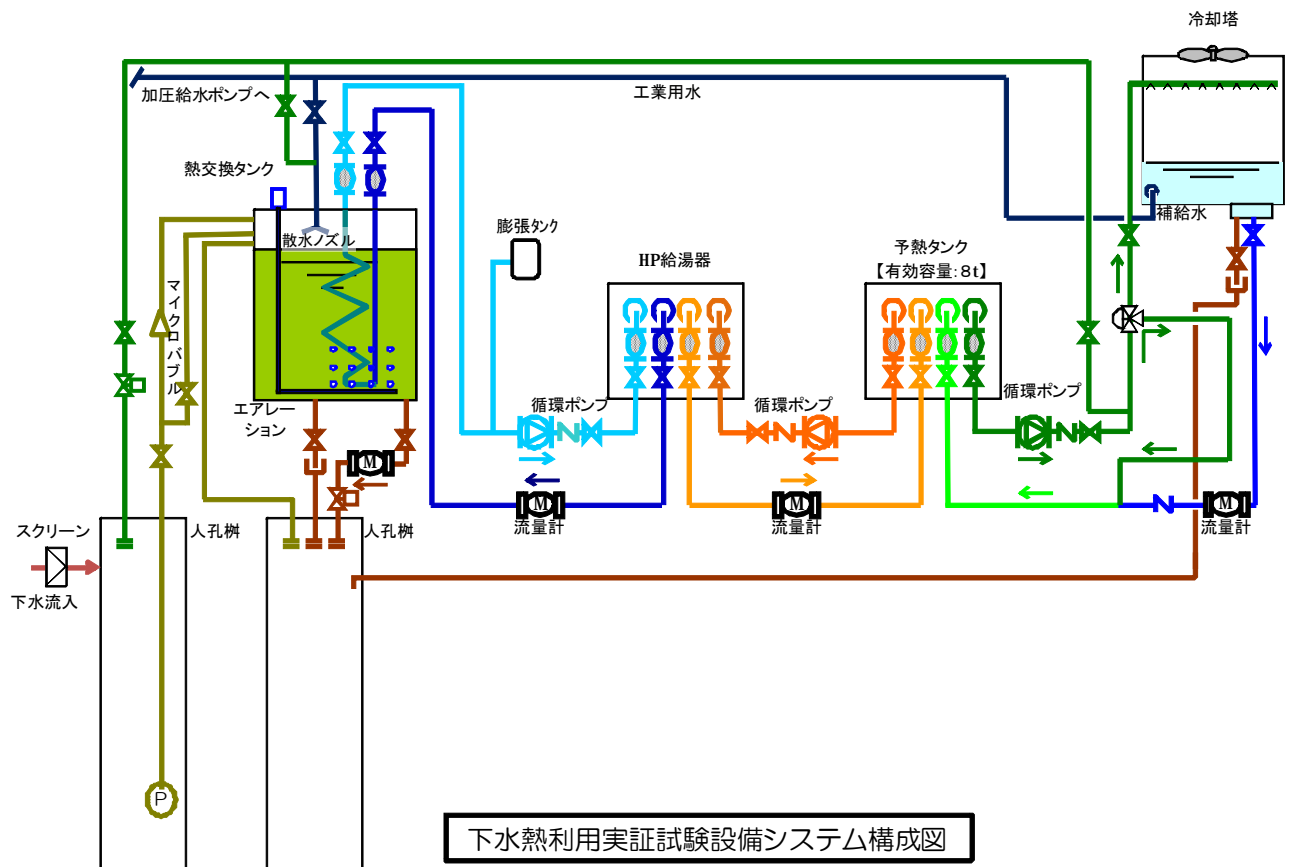 冷却塔
加圧給水ポンプへ
工業用水
熱交換タンク
補給水
散水ノズル
膨張タンク
HP給湯器
予熱タンク
【有効容量:8t】
マイクロバブル
エアレー
ション
循環ポンプ
循環ポンプ
循環ポンプ
M
M
M
M
流量計
流量計
流量計
スクリーン
人孔桝
人孔桝
下水流入
P
下水熱利用実証試験設備システム構成図